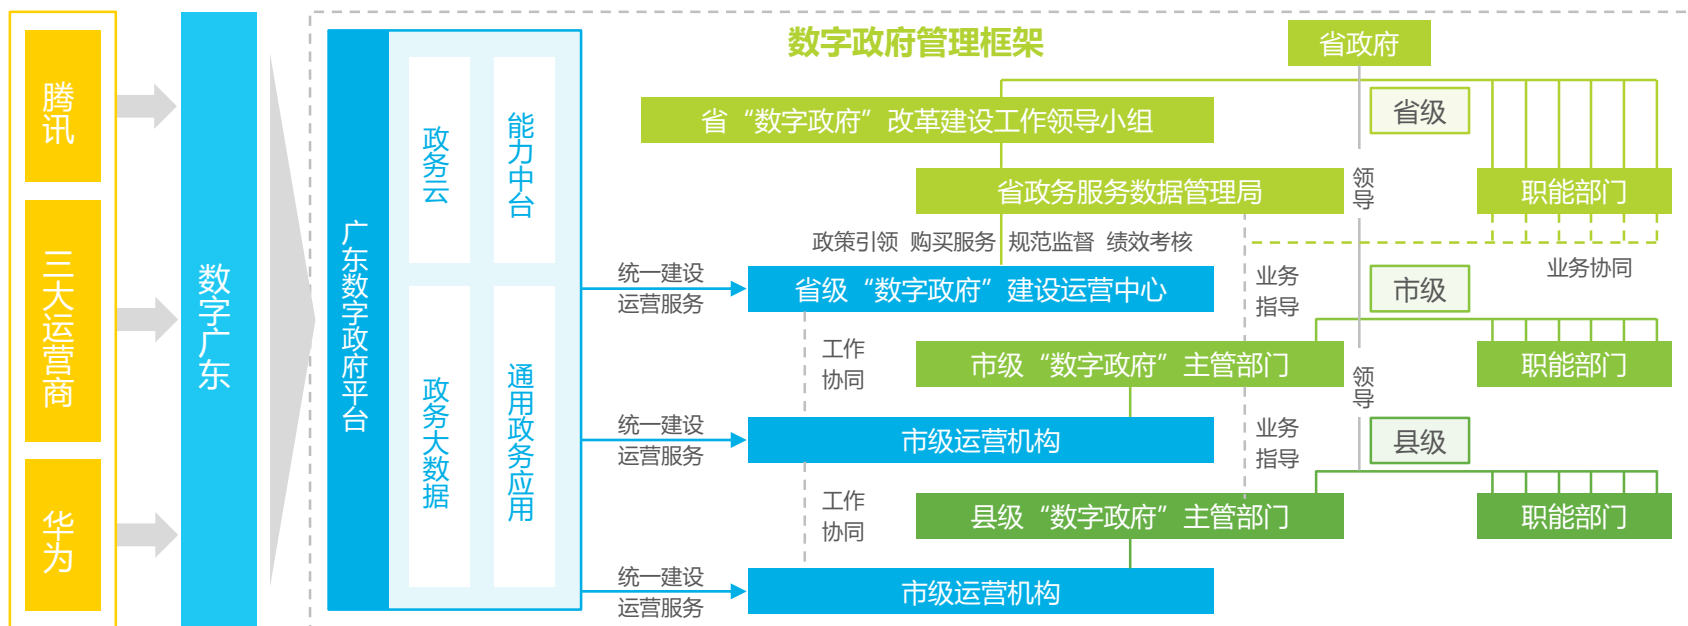 数字政府管理框架
腾讯
三大运营商
华为
数字广东
广东数字政府平台
政务云
能力中台
政务大数据
通用政务应用
统一建设
运营服务
统一建设
运营服务
统一建设
运营服务
省政府
省“数字政府”改革建设工作领导小组
省级
省政务服务数据管理局
领导
职能部门
政策引领 购买服务 规范监督 绩效考核
业务协同
省级“数字政府”建设运营中心
业务
指导
市级
工作
协同
市级“数字政府”主管部门
领导
职能部门
市级运营机构
业务
指导
县级
工作
协同
县级“数字政府”主管部门
职能部门
市级运营机构